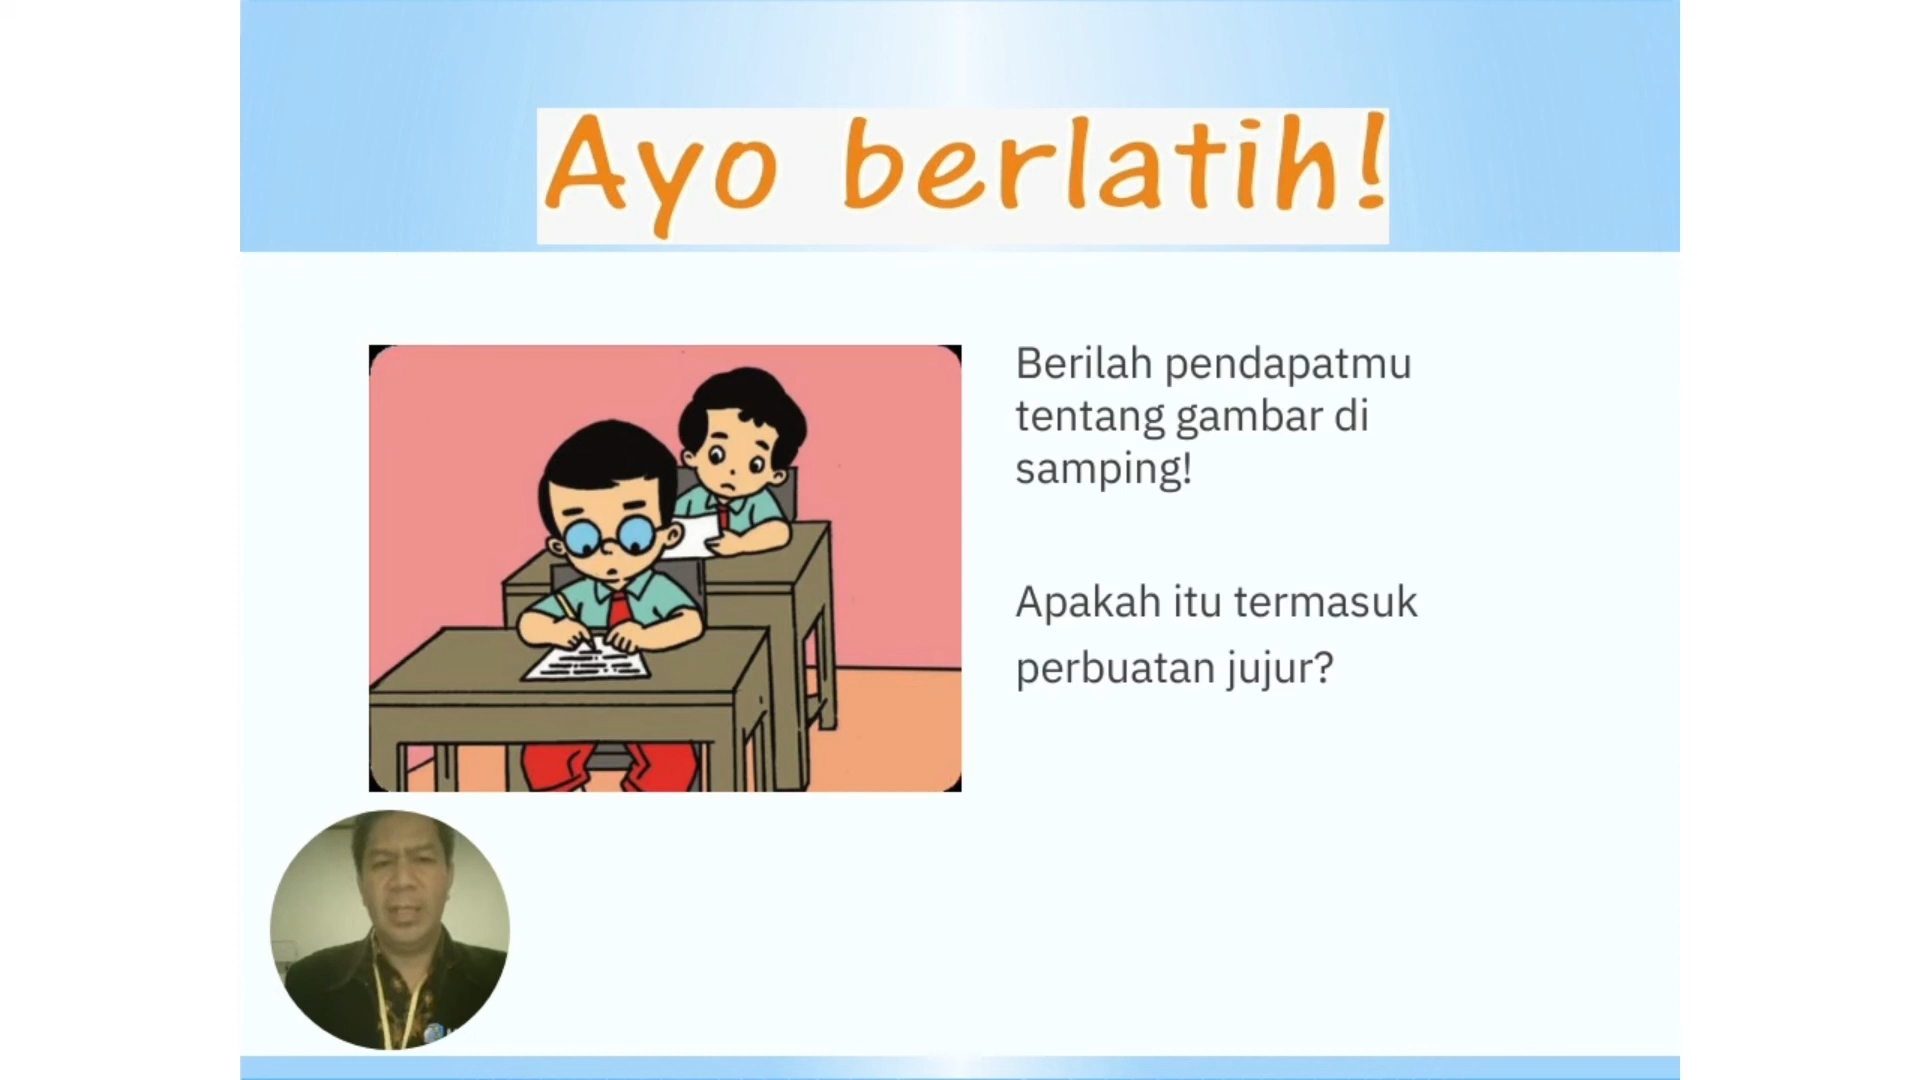 Ayo berlatih!
Berilah pendapatmu
tentang gambar di
samping!
Apakah itu termasuk
perbuatan jujur?